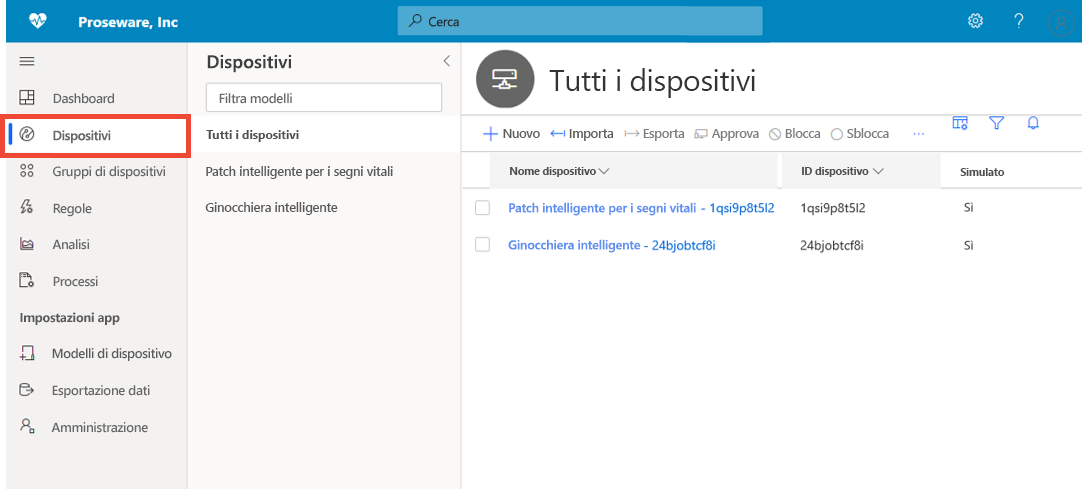 Proseware, Inc
Cerca
?
Dashboard
Dispositivi
Gruppi di dispositivi
Regole
Analisi
Processi
Impostazioni app
Modelli di dispositivo
Esportazione dati
Amministrazione
Dispositivi
Filtra modelli
Tutti i dispositivi
Patch intelligente per i segni vitali
Ginocchiera intelligente
Tutti i dispositivi
Nuovo Importa Esporta Approva Blocca Sblocca ...
Nome dispositivo ID dispositivo Simulato
Patch intelligente per i segni vitali - 1qsi9p8t5l2 1qsi9p8t5l2 Sì
Ginocchiera intelligente - 24bjobtcf8i 24bjobtcf8i Sì